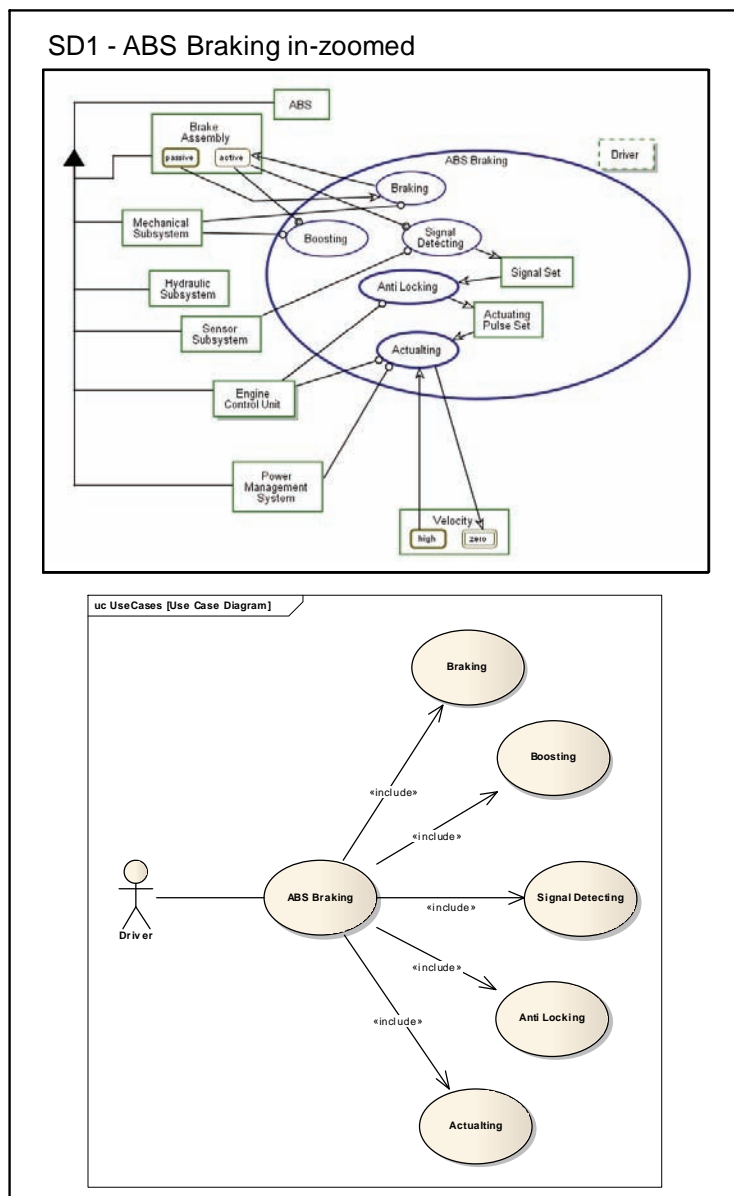 SD1 - ABS Braking in-zoomed
ABS
Brake
Assembly
passive
active
ABS Braking
Driver
Braking
Mechanical
Subsystem
Boosting
Signal
Detecting
Signal Set
Hydraulic
Subsystem
Anti Locking
Actuating
Pulse Set
Sensor
Subsystem
Actualting
Engine
Control Unit
Power
Management
System
Velocity
high
zero
uc UseCases [Use Case Diagram]
Braking
Boosting
«include»
«include»
ABS Braking
Signal Detecting
«include»
Driver
«include»
«include»
Anti Locking
Actualting